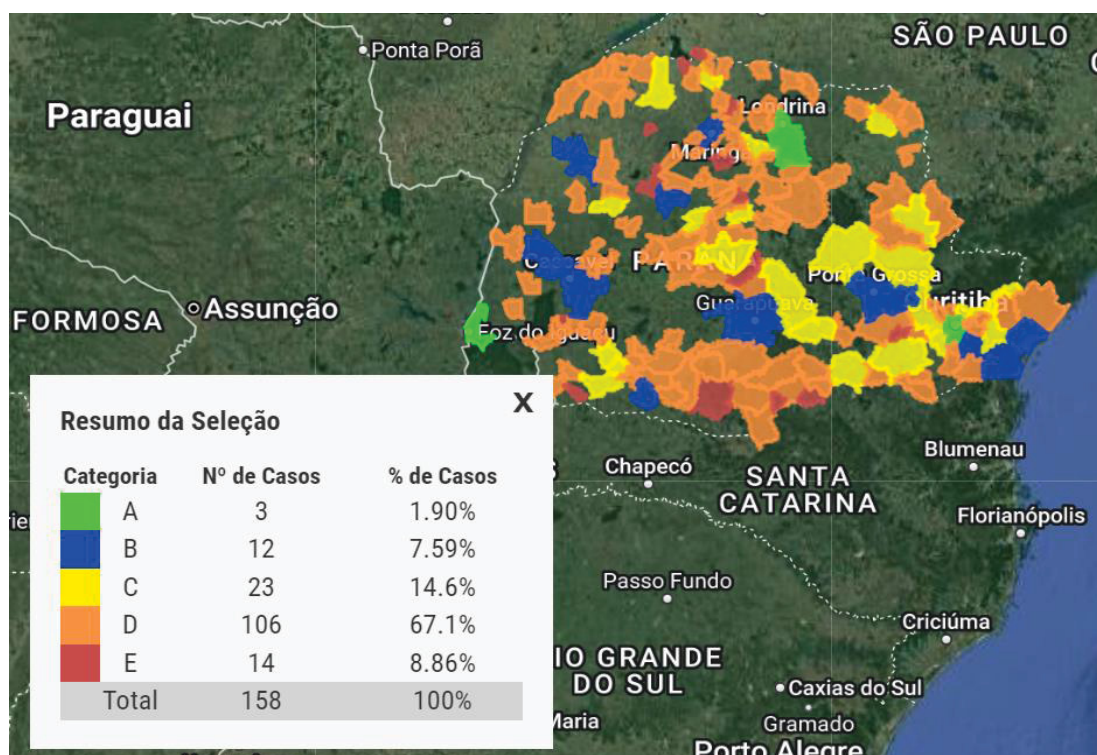 Ponta Porã
SÃO PAULO
Paraguai
Londrina
Maringá
Cascavel
PARANÁ
Ponta Grossa
Assunção
Guarapuava
Curitiba
FORMOSA
Foz do Iguaçu
Resumo da Seleção
X
Categoria Nº de Casos % de Casos
A 3 1.90%
B 12 7.59%
C 23 14.6%
D 106 67.1%
E 14 8.86%
Total 158 100%
Blumenau
Chapecó
SANTA
CATARINA
Florianópolis
Passo Fundo
Criciúma
IO GRANDE
DO SUL
Caxias do Sul
Maria
Gramado
Porto Alegre